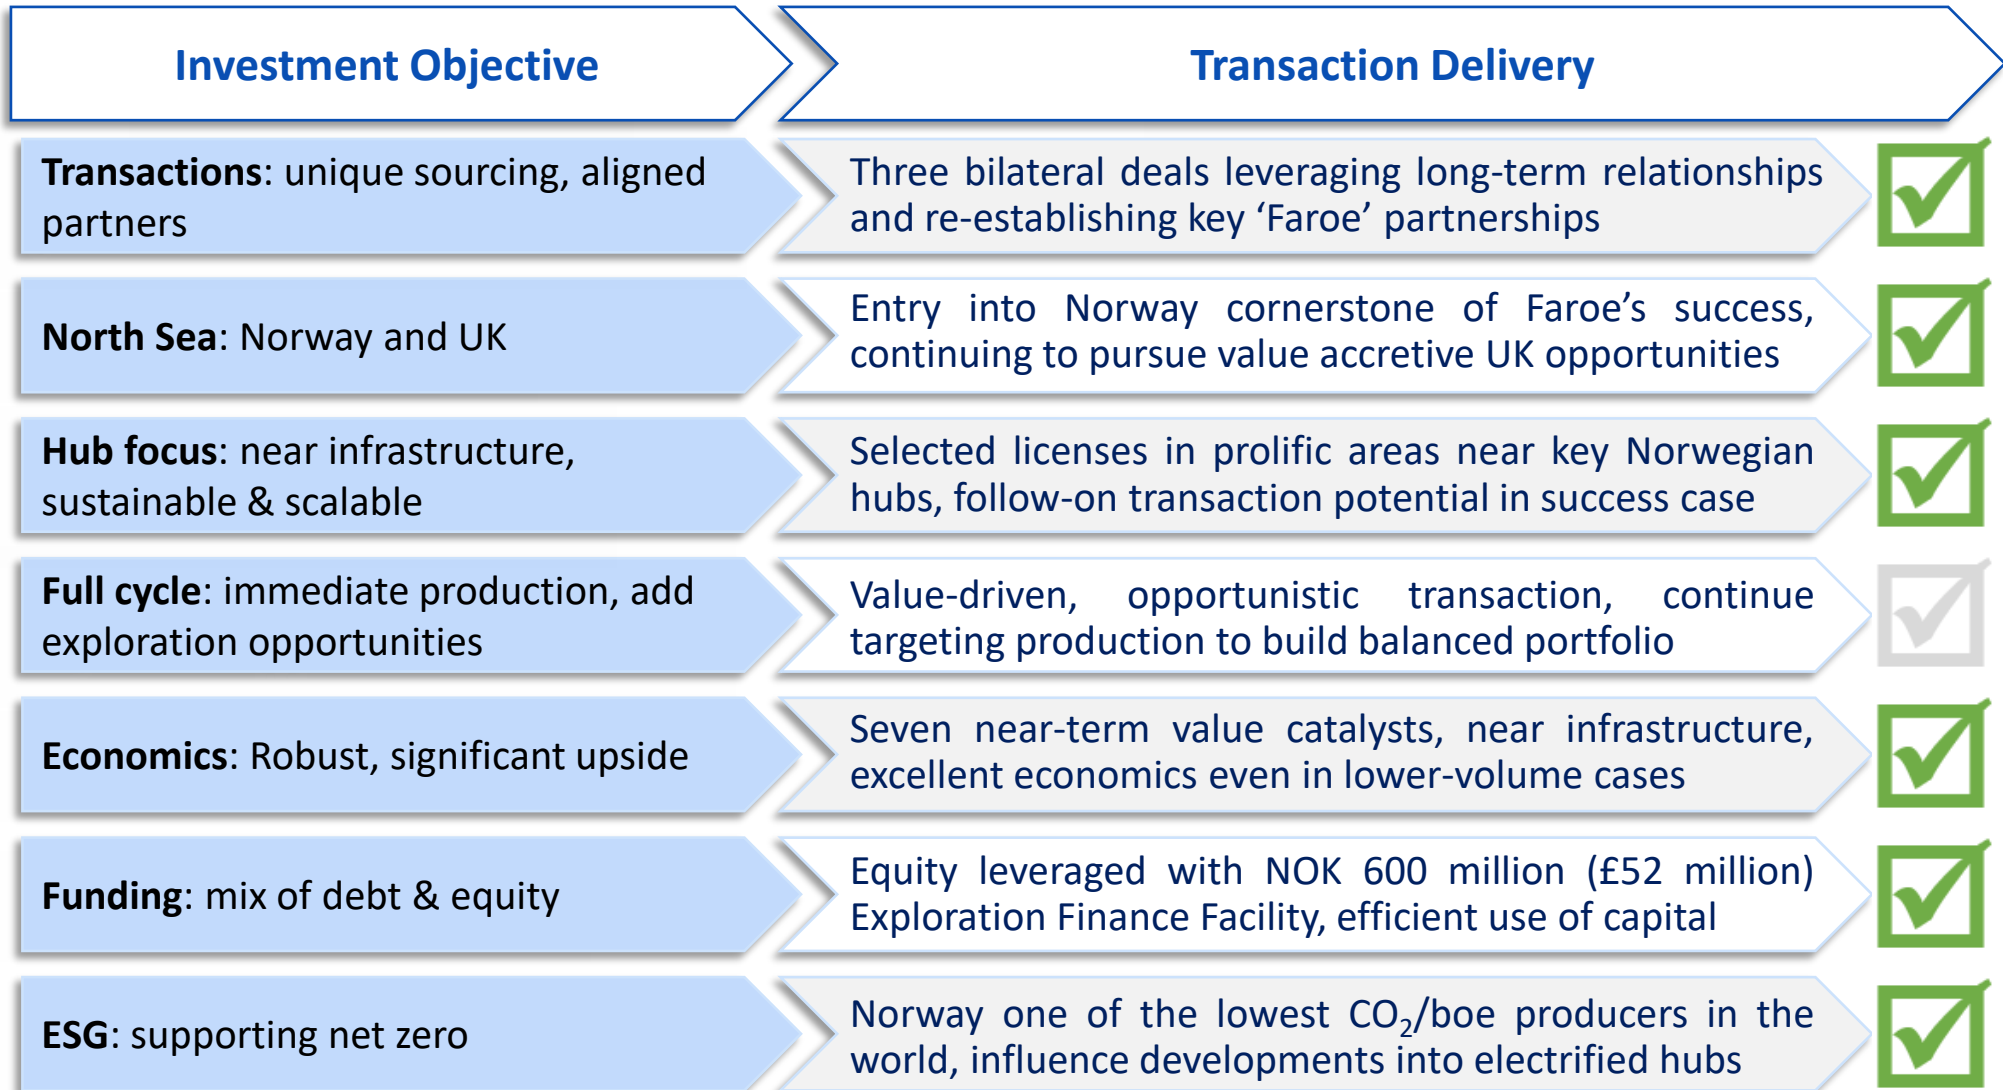 Investment Objective
Transaction Delivery
Transactions: unique sourcing, aligned
partners
Three bilateral deals leveraging long-term relationships
and re-establishing key ‘Faroe’ partnerships
North Sea: Norway and UK
Entry into Norway cornerstone of Faroe’s success,
continuing to pursue value accretive UK opportunities
Hub focus: near infrastructure,
sustainable & scalable
Selected licenses in prolific areas near key Norwegian
hubs, follow-on transaction potential in success case
Full cycle: immediate production, add
exploration opportunities
Value-driven, opportunistic transaction, continue
targeting production to build balanced portfolio
Economics: Robust, significant upside
Seven near-term value catalysts, near infrastructure,
excellent economics even in lower-volume cases
Funding: mix of debt & equity
Equity leveraged with NOK 600 million (£52 million)
Exploration Finance Facility, efficient use of capital
ESG: supporting net zero
Norway one of the lowest CO₂/boe producers in the
world, influence developments into electrified hubs